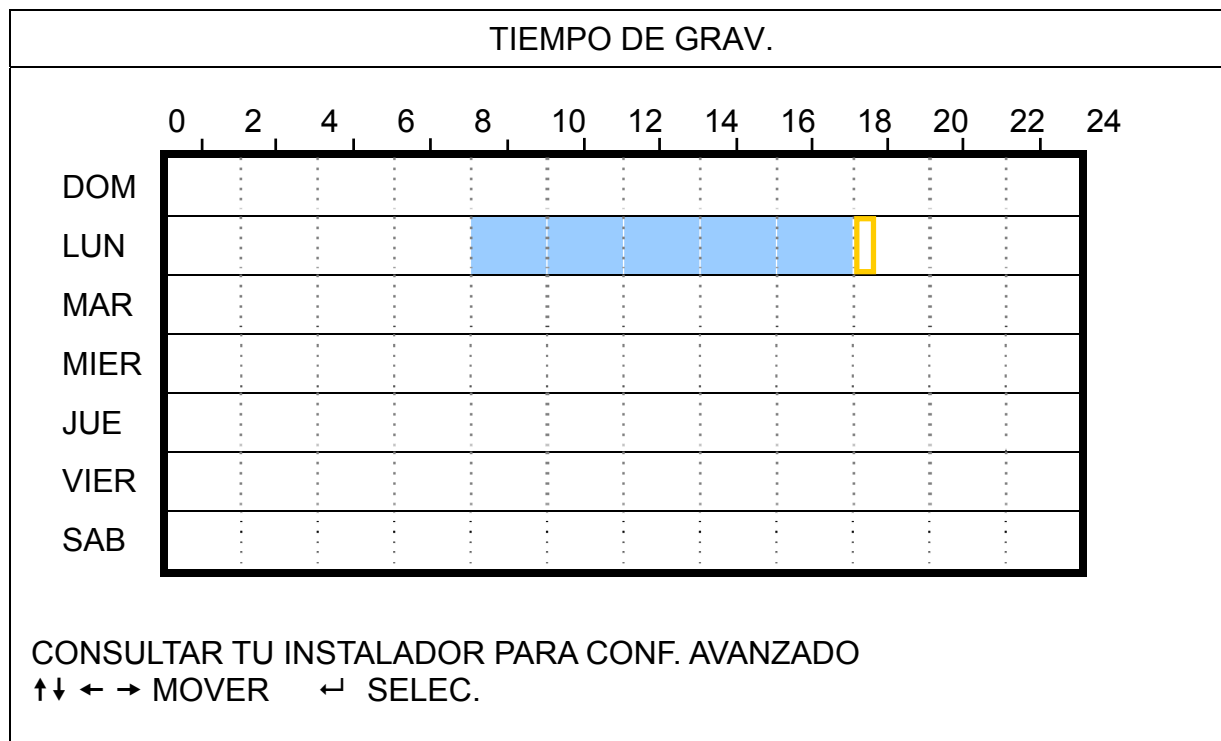 TIEMPO DE GRAV.
0 2 4 6 8 10 12 14 16 18 20 22 24
DOM
LUN
MAR
MIER
JUE
VIER
SAB
CONSULTAR TU INSTALADOR PARA CONF. AVANZADO
↑↓ ← → MOVER ↵ SELEC.